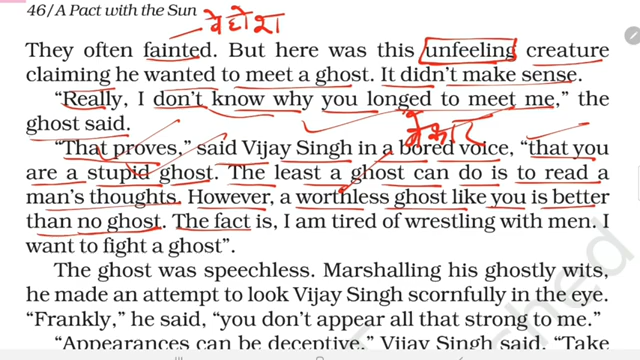 46/A Pact with the Sun
बेहोश
They often fainted. But here was this unfeeling creature
claiming he wanted to meet a ghost. It didn't make sense.
"Really, I don't know why you longed to meet me," the
ghost said.
बेकार
"That proves," said Vijay Singh in a bored voice, "that you
are a stupid ghost. The least a ghost can do is to read a
man's thoughts. However, a worthless ghost like you is better
than no ghost. The fact is, I am tired of wrestling with men. I
want to fight a ghost".
The ghost was speechless. Marshalling his ghostly wits,
he made an attempt to look Vijay Singh scornfully in the eye.
"Frankly," he said, "you don't appear all that strong to me."
"Appearances can be deceptive," Vijay Singh said. "Take